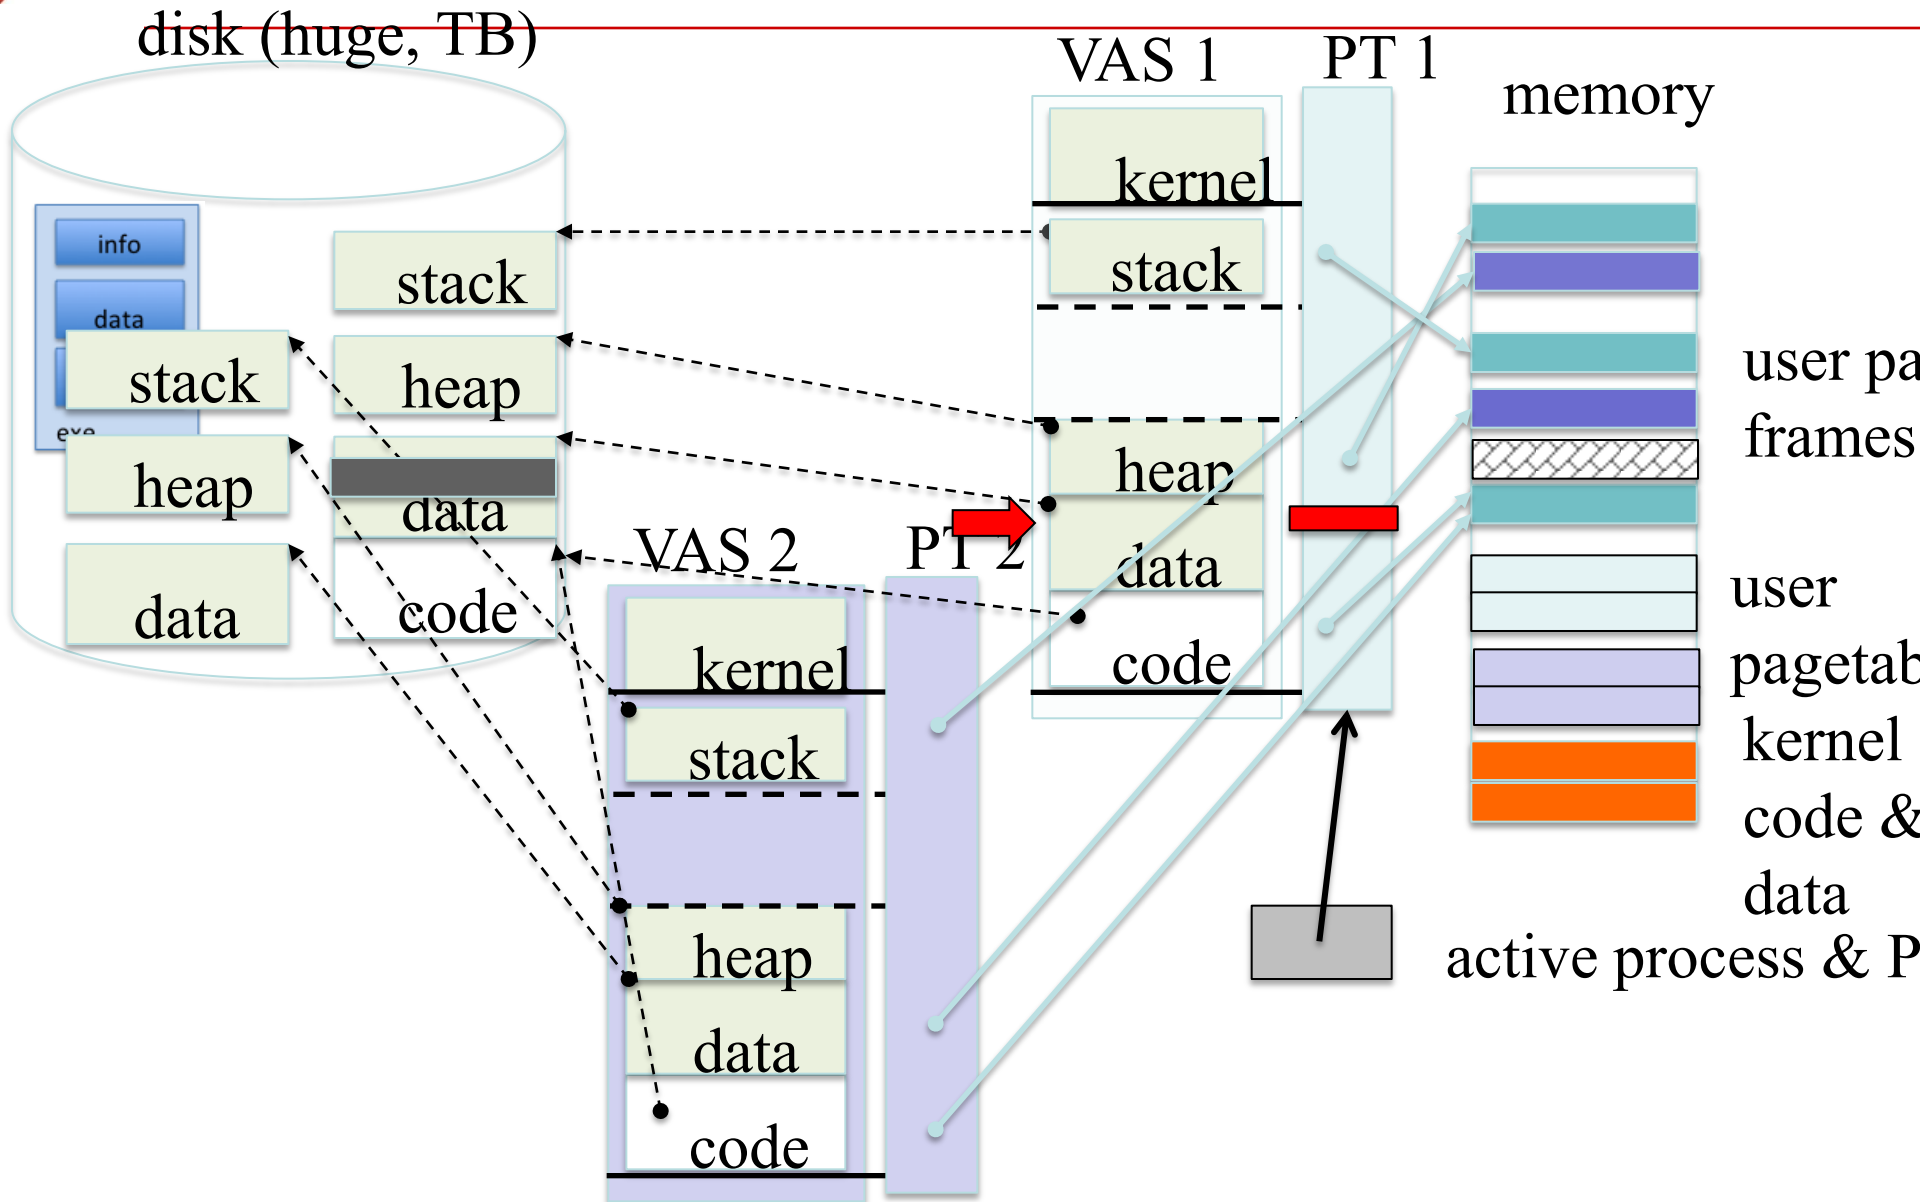 disk (huge, TB)
VAS 1
PT 1
memory
info
data
exe
stack
heap
data
stack
heap
data
code
kernel
stack
heap
data
code
VAS 2
PT 2
kernel
stack
heap
data
code
user pa
frames
user
pagetab
kernel
code &
data
active process & P